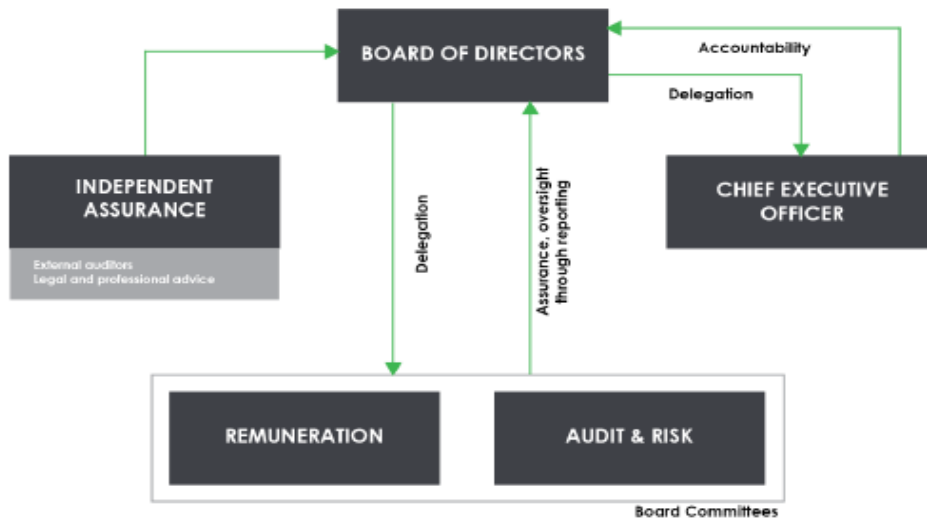 BOARD OF DIRECTORS
Accountability
Delegation
INDEPENDENT
ASSURANCE
External auditors
Legal and professional advice
CHIEF EXECUTIVE
OFFICER
Delegation
Assurance, oversight
through reporting
REMUNERATION
AUDIT & RISK
Board Committees